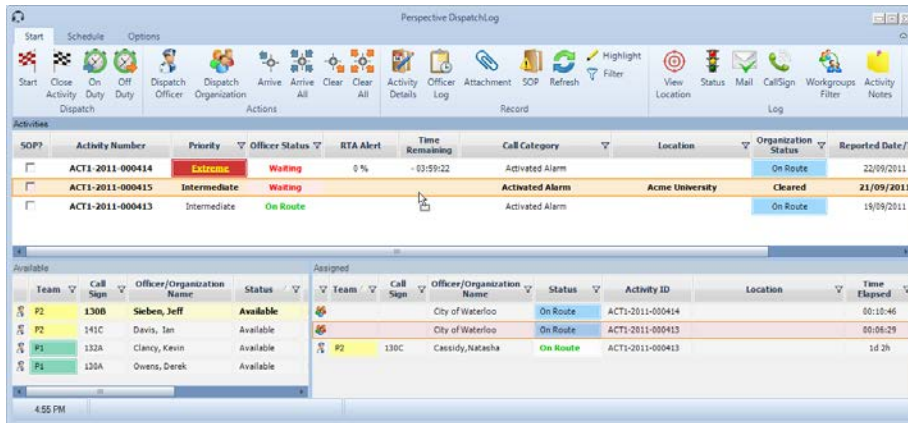 Perspective DispatchLog
Start Schedule Options
Start Close Activity On Duty Off Duty Dispatch Officer Dispatch Organization Arrive Arrive All Clear Clear All Activity Details Officer Log Attachment SOP Refresh Highlight Filter View Location Status Mail CallSign Workgroups Filter Activity Notes
Dispatch Actions Record Log
Activities
SOP? Activity Number Priority Officer Status RTA Alert Time Remaining Call Category Location Organization Status Reported Date/
ACT1-2011-000414 Extreme Waiting 0 % - 03:59:22 Activated Alarm On Route 22/09/2011
ACT1-2011-000415 Intermediate Waiting Activated Alarm Acme University Cleared 21/09/2011
ACT1-2011-000413 Intermediate On Route Activated Alarm On Route 19/09/2011
Available Assigned
Team Call Sign Officer/Organization Name Status Team Call Sign Officer/Organization Name Status Activity ID Location Time Elapsed
P2 130B Sieben, Jeff Available City of Waterloo On Route ACT1-2011-000414 00:10:46
P2 141C Davis, Ian Available City of Waterloo On Route ACT1-2011-000413 00:06:29
P1 132A Clancy, Kevin Available P2 130C Cassidy,Natasha On Route ACT1-2011-000413 1d 2h
P1 130A Owens, Derek Available
4:55 PM